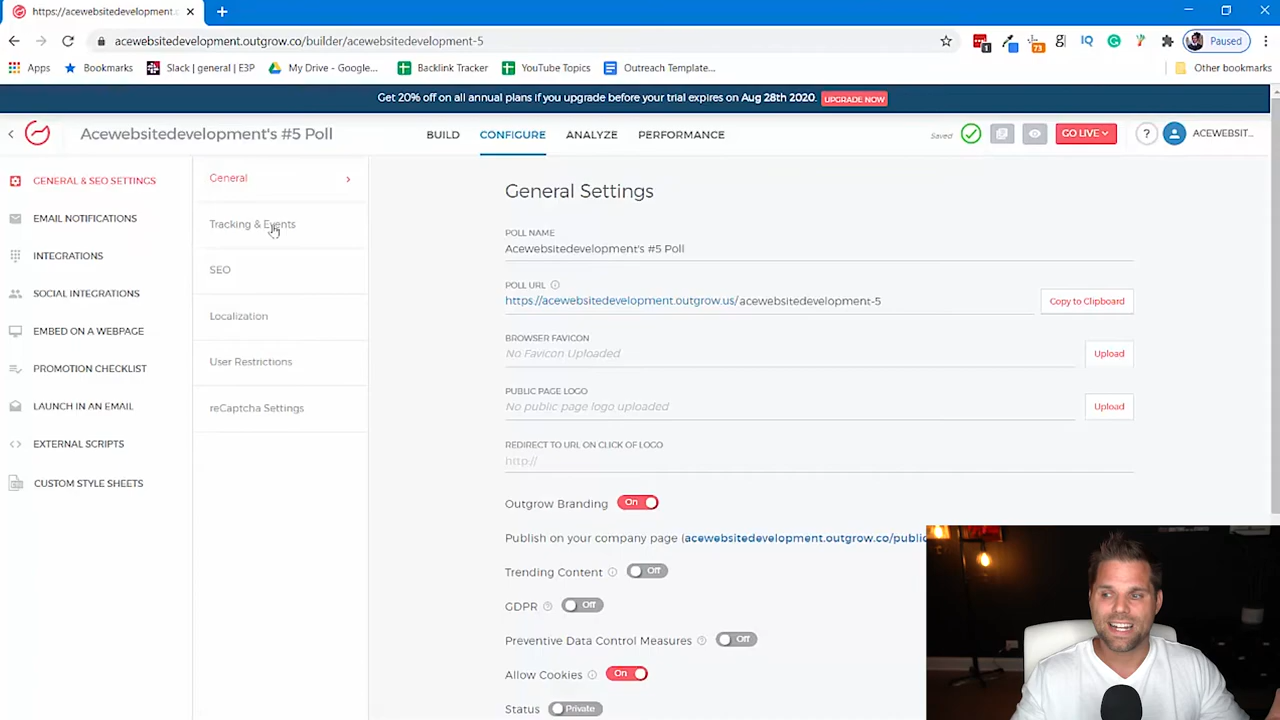 https://acewebsitedevelopment.c
acewebsitedevelopment.outgrow.co/builder/acewebsitedevelopment-5
1
73
g
IQ
Paused
Apps
Bookmarks
Slack | general | E3P
My Drive - Google...
Backlink Tracker
YouTube Topics
Outreach Template...
Other bookmarks
Get 20% off on all annual plans if you upgrade before your trial expires on Aug 28th 2020. UPGRADE NOW
Acewebsitedevelopment's #5 Poll
BUILD
CONFIGURE
ANALYZE
PERFORMANCE
Saved
GO LIVE
?
ACEWEBSIT...
GENERAL & SEO SETTINGS
EMAIL NOTIFICATIONS
INTEGRATIONS
SOCIAL INTEGRATIONS
EMBED ON A WEBPAGE
PROMOTION CHECKLIST
LAUNCH IN AN EMAIL
EXTERNAL SCRIPTS
CUSTOM STYLE SHEETS
General
Tracking & Events
SEO
Localization
User Restrictions
reCaptcha Settings
General Settings
POLL NAME
Acewebsitedevelopment's #5 Poll
POLL URL
https://acewebsitedevelopment.outgrow.us/ acewebsitedevelopment-5
Copy to Clipboard
BROWSER FAVICON
No Favicon Uploaded
Upload
PUBLIC PAGE LOGO
No public page logo uploaded
Upload
REDIRECT TO URL ON CLICK OF LOGO
http://
Outgrow Branding On
Publish on your company page (acewebsitedevelopment.outgrow.co/public
Trending Content Off
GDPR Off
Preventive Data Control Measures Off
Allow Cookies On
Status Private